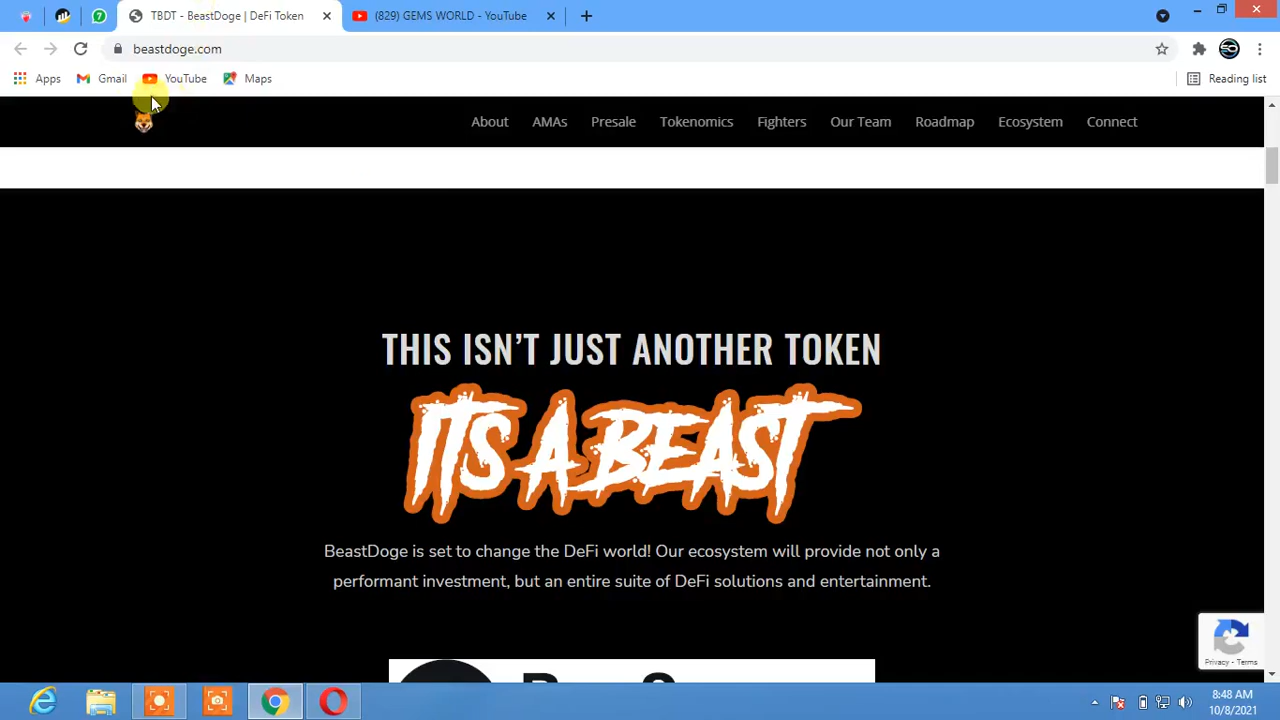 TBDT - BeastDoge | DeFi Token
(829) GEMS WORLD - YouTube
beastdoge.com
Apps
Gmail
YouTube
Maps
Reading list
About
AMAs
Presale
Tokenomics
Fighters
Our Team
Roadmap
Ecosystem
Connect
THIS ISN'T JUST ANOTHER TOKEN
ITS A BEAST
BeastDoge is set to change the DeFi world! Our ecosystem will provide not only a
performant investment, but an entire suite of DeFi solutions and entertainment.
Privacy - Terms
8:48 AM
10/8/2021